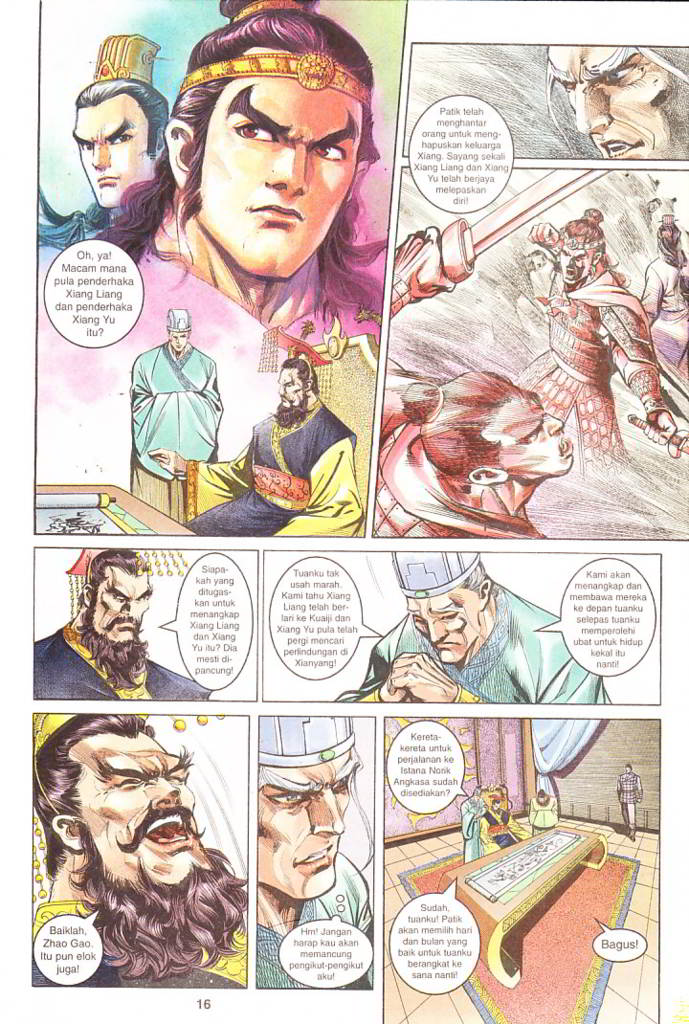 Oh, ya!
Macam mana
pula penderhaka
Xiang Liang
dan penderhaka
Xiang Yu
itu?
Patik telah
menghantar
orang untuk meng-
hapuskan keluarga
Xiang. Sayang sekali
Xiang Liang dan Xiang
Yu telah berjaya
melepaskan
diri!
Siapa-
kah yang
ditugas-
kan untuk
menangkap
Xiang Liang
dan Xiang
Yu itu? Dia
mesti di-
pancung!
Tuanku tak
usah marah.
Kami tahu Xiang
Liang telah ber-
lari ke Kuaiji dan
Xiang Yu pula telah
pergi mencari
perlindungan di
Xianyang!
Kami akan
menangkap dan
membawa mereka
ke depan tuanku
selepas tuanku
memperolehi
ubat untuk hidup
kekal itu
nanti!
Baiklah,
Zhao Gao.
Itu pun elok
juga!
Hm! Jangan
harap kau akan
memancung
pengikut-pengikut
aku!
Kereta-
kereta untuk
perjalanan ke
Istana Norik
Angkasa sudah
disediakan?
Sudah,
tuanku! Patik
akan memilih hari
dan bulan yang
baik untuk tuanku
berangkat ke
sana nanti!
Bagus!
16